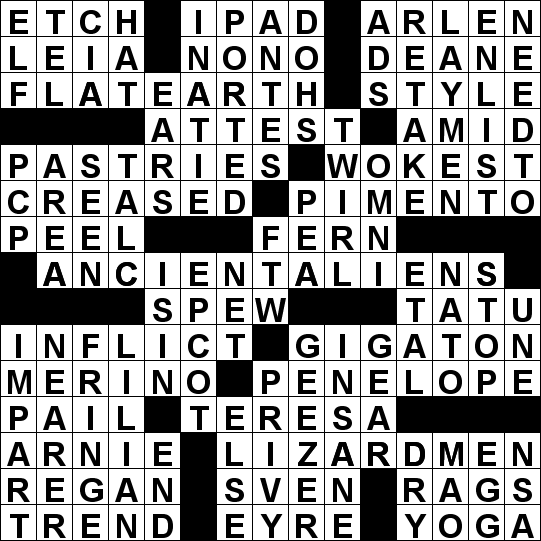 ETCH IPAD ARLEN
LEIA NONO DEANE
FLATEARTH STYLE
ATTEST AMID
PASTRIES WOKEST
CREASED PIMENTO
PEEL FERN
ANCIENTALIENS
SPEW TATU
INFLICT GIGATON
MERINO PENELOPE
PAIL TERESA
ARNIE LIZARDMEN
REGAN SVEN RAGS
TREND EYRE YOGA